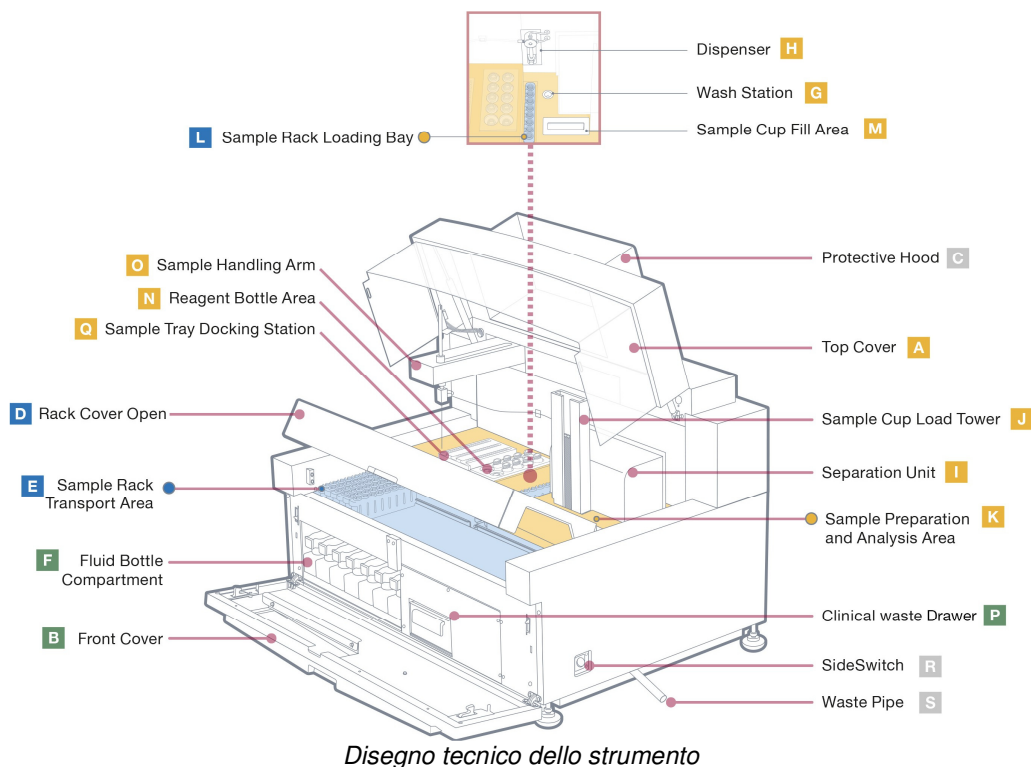 Dispenser H
Wash Station G
Sample Cup Fill Area M
L Sample Rack Loading Bay
O Sample Handling Arm
N Reagent Bottle Area
Q Sample Tray Docking Station
D Rack Cover Open
E Sample Rack
Transport Area
F Fluid Bottle
Compartment
B Front Cover
Protective Hood C
Top Cover A
Sample Cup Load Tower J
Separation Unit I
Sample Preparation K
and Analysis Area
Clinical waste Drawer P
SideSwitch R
Waste Pipe S
Disegno tecnico dello strumento